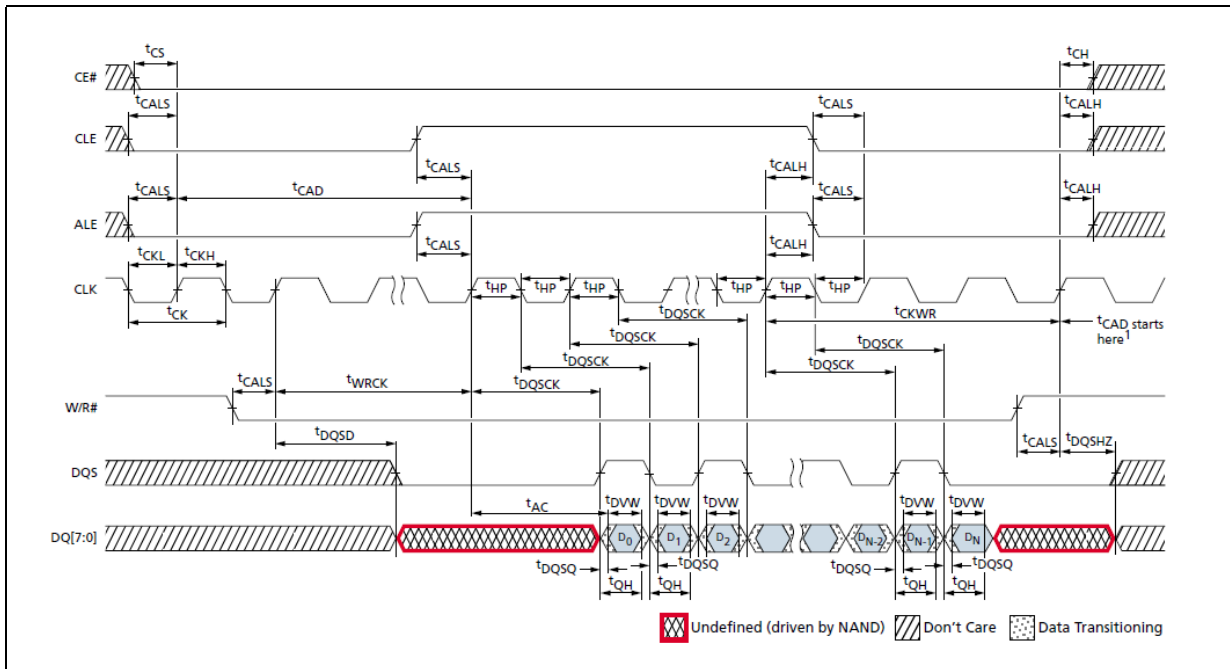 tCS
tCH
CE#
tCALS
tCALS
tCALH
CLE
tCALS
tCALH
tCALS
tCAD
tCALS
tCALH
ALE
tCALS
tCALH
tCKL
tCKH
CLK
tHP
tHP
tHP
tHP
tHP
tHP
tCK
tDQSCK
tCKWR
tCAD starts
here1
tDQSCK
tDQSCK
tDQSCK
tDQSCK
tCALS
tWRCK
tDQSCK
W/R#
tDQSD
tCALS
tDQSHZ
DQS
tAC
tDVW
tDVW
tDVW
tDVW
tDVW
DQ[7:0]
D0
D1
D2
DN-2
DN-1
DN
tDQSQ
tDQSQ
tDQSQ
tDQSQ
tQH
tQH
tQH
tQH
Undefined (driven by NAND)
Don't Care
Data Transitioning